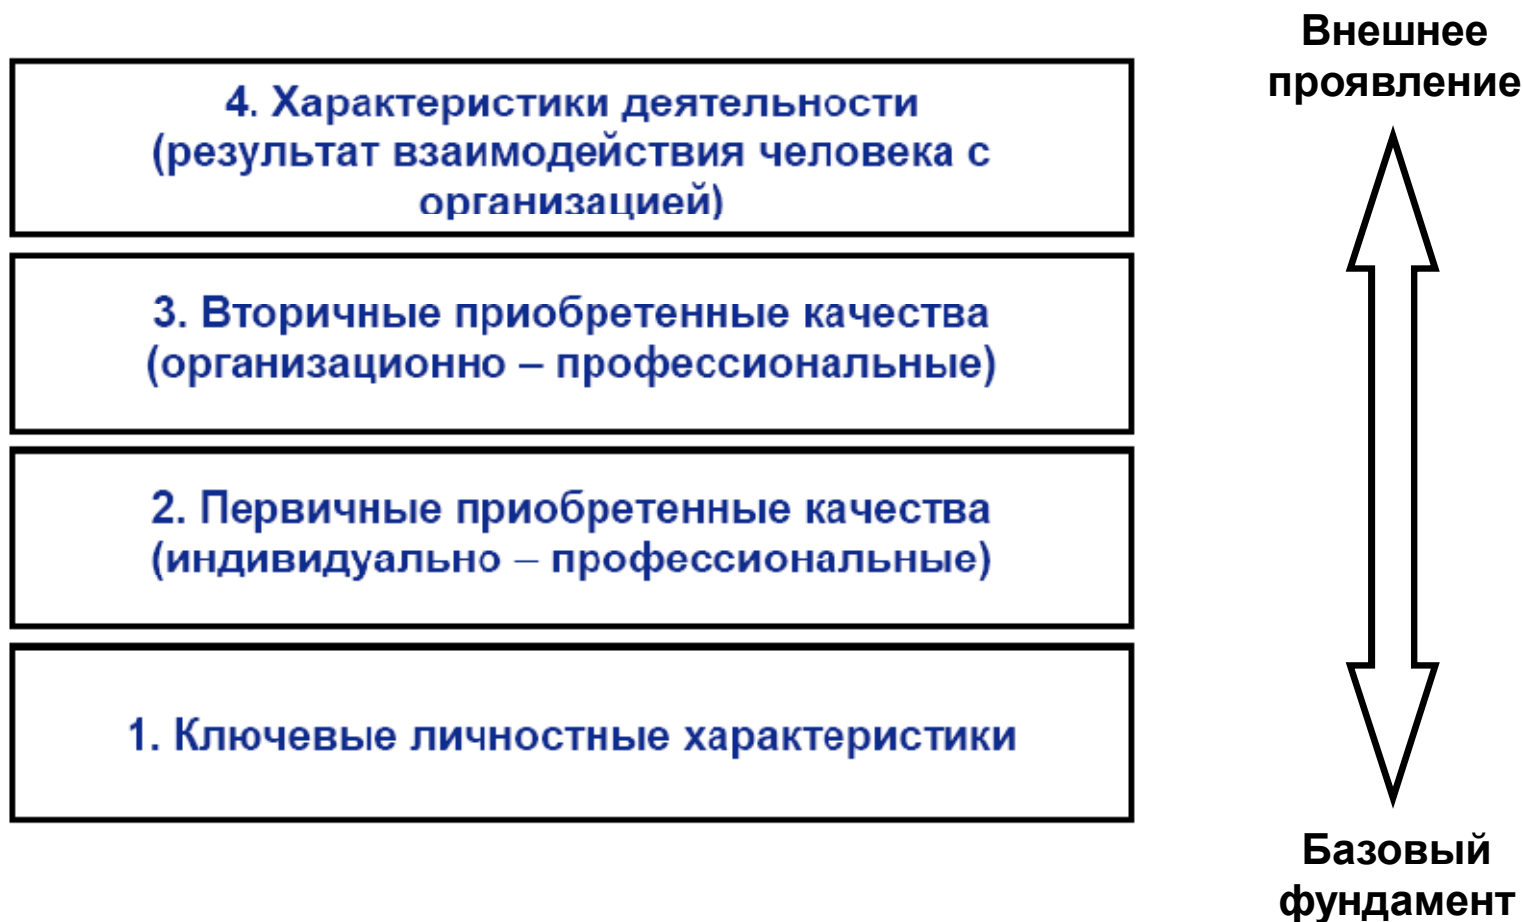 Внешнее
проявление
4. Характеристики деятельности
(результат взаимодействия человека с
организацией)
3. Вторичные приобретенные качества
(организационно – профессиональные)
2. Первичные приобретенные качества
(индивидуально – профессиональные)
1. Ключевые личностные характеристики
Базовый
фундамент